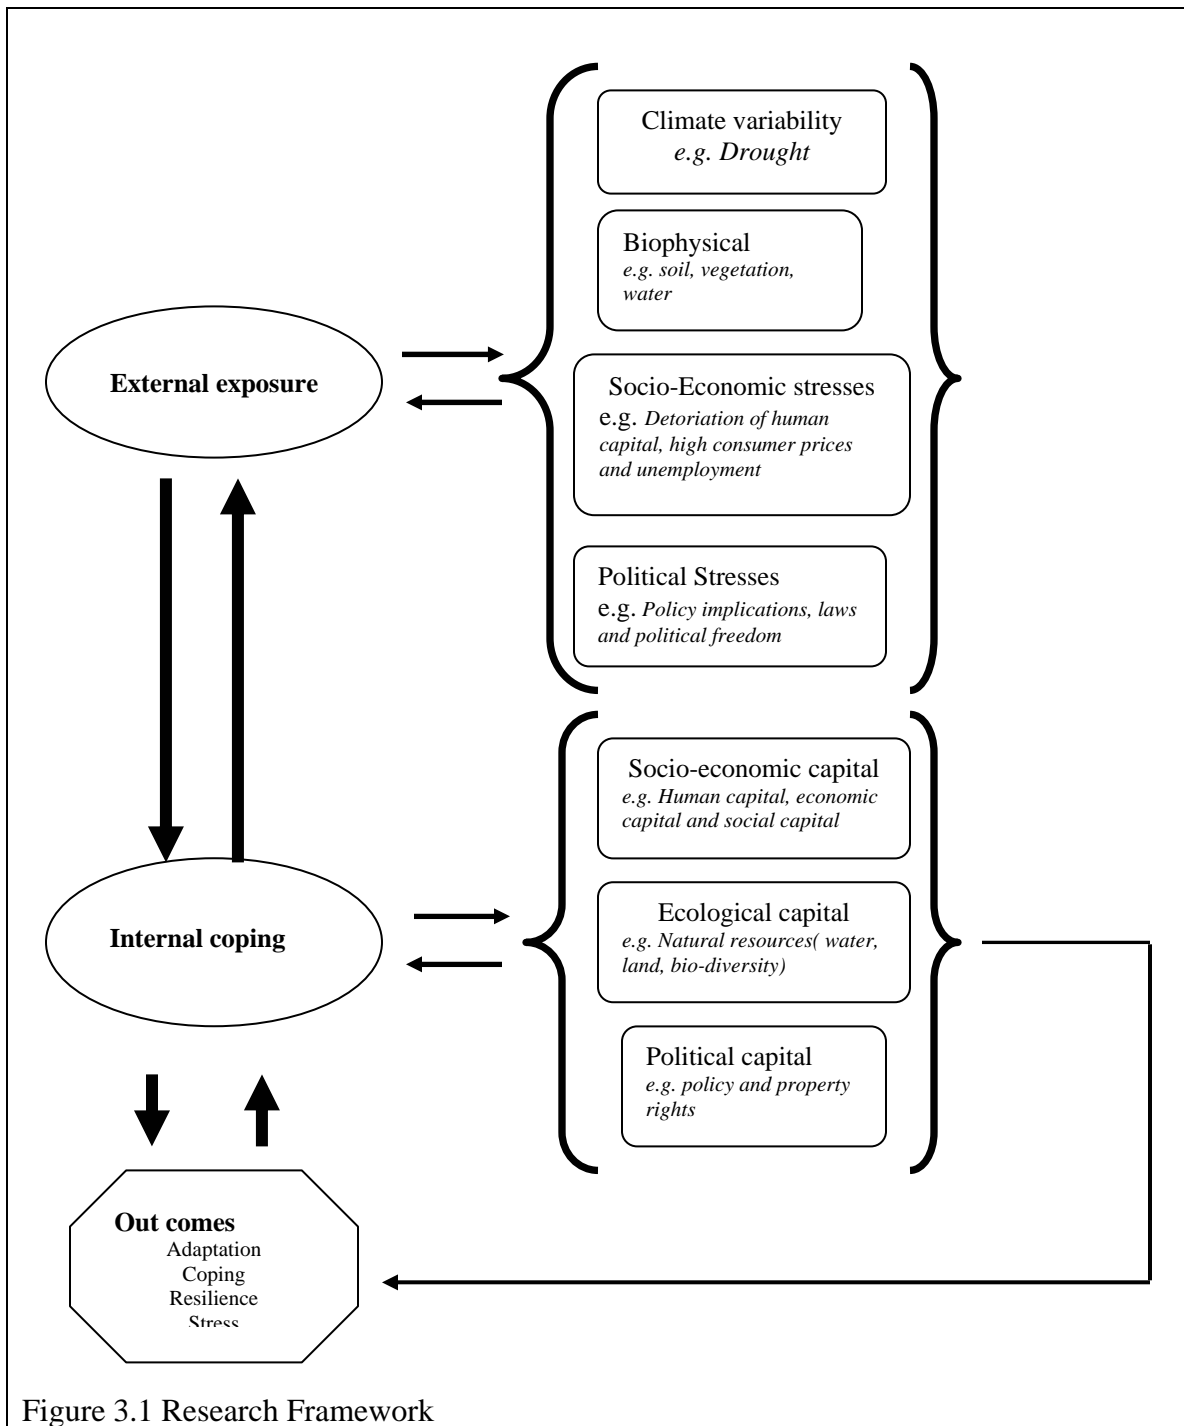 Climate variability
e.g. Drought
Biophysical
e.g. soil, vegetation,
water
External exposure
Socio-Economic stresses
e.g. Detoriation of human
capital, high consumer prices
and unemployment
Political Stresses
e.g. Policy implications, laws
and political freedom
Socio-economic capital
e.g. Human capital, economic
capital and social capital
Internal coping
Ecological capital
e.g. Natural resources( water,
land, bio-diversity)
Political capital
e.g. policy and property
rights
Out comes
Adaptation
Coping
Resilience
Stress
Figure 3.1 Research Framework